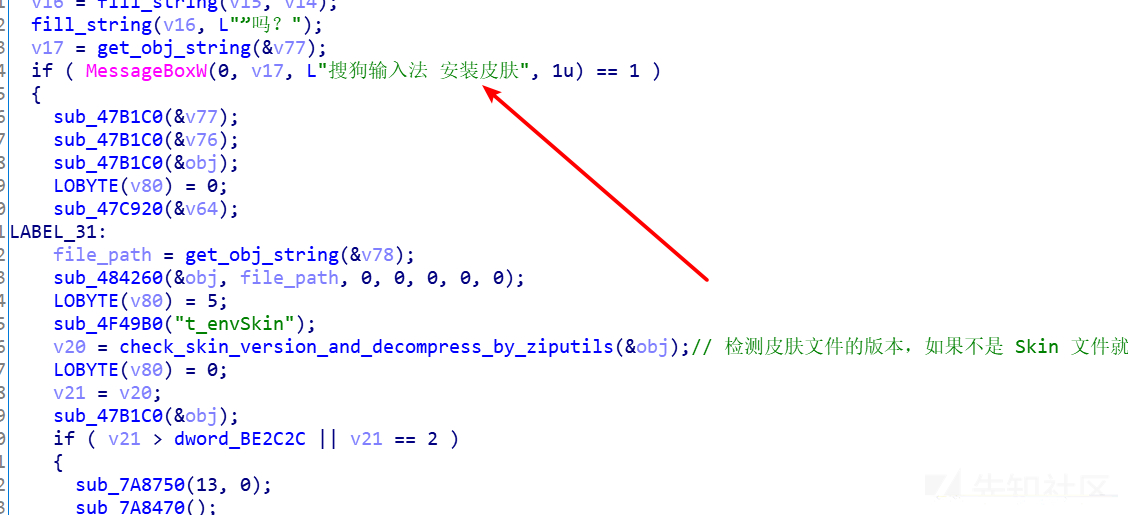 v16 = fill_string(v15, v14);
fill_string(v16, L"”吗？");
v17 = get_obj_string(&v77);
if ( MessageBoxW(0, v17, L"搜狗输入法 安装皮肤", 1u) == 1 )
{
sub_47B1C0(&v77);
sub_47B1C0(&v76);
sub_47B1C0(&obj);
LOBYTE(v80) = 0;
sub_47C920(&v64);
LABEL_31:
file_path = get_obj_string(&v78);
sub_484260(&obj, file_path, 0, 0, 0, 0, 0);
LOBYTE(v80) = 5;
sub_4F49B0("t_envSkin");
v20 = check_skin_version_and_decompress_by_ziputils(&obj);// 检测皮肤文件的版本，如果不是 Skin 文件就
LOBYTE(v80) = 0;
v21 = v20;
sub_47B1C0(&obj);
if ( v21 > dword_BE2C2C || v21 == 2 )
{
sub_7A8750(13, 0);
sub_7A8470();
先知社区